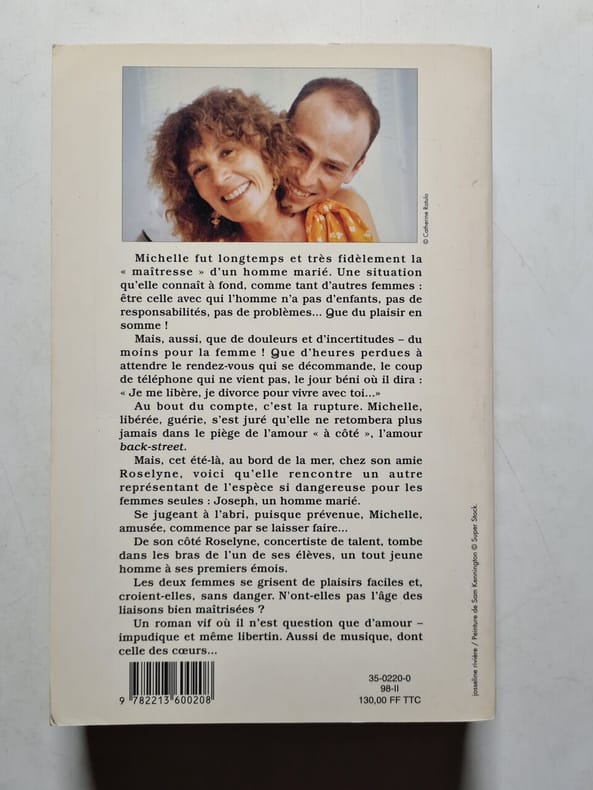 © Catherine Rotulo
Michelle fut longtemps et très fidèlement la
« maîtresse » d'un homme marié. Une situation
qu'elle connaît à fond, comme tant d'autres femmes :
être celle avec qui l'homme n'a pas d'enfants, pas de
responsabilités, pas de problèmes... Que du plaisir en
somme !
Mais, aussi, que de douleurs et d'incertitudes – du
moins pour la femme ! Que d'heures perdues à
attendre le rendez-vous qui se décommande, le coup
de téléphone qui ne vient pas, le jour béni où il dira :
« Je me libère, je divorce pour vivre avec toi...»
Au bout du compte, c'est la rupture. Michelle,
libérée, guérie, s'est juré qu'elle ne retombera plus
jamais dans le piège de l'amour « à côté », l'amour
back-street.
Mais, cet été-là, au bord de la mer, chez son amie
Roselyne, voici qu'elle rencontre un autre
représentant de l'espèce si dangereuse pour les
femmes seules : Joseph, un homme marié.
Se jugeant à l'abri, puisque prévenue, Michelle,
amusée, commence par se laisser faire...
De son côté Roselyne, concertiste de talent, tombe
dans les bras de l'un de ses élèves, un tout jeune
homme à ses premiers émois.
Les deux femmes se grisent de plaisirs faciles et,
croient-elles, sans danger. N'ont-elles pas l'âge des
liaisons bien maîtrisées ?
Un roman vif où il n'est question que d'amour –
impudique et même libertin. Aussi de musique, dont
celle des cœurs...
josseline rivière / Peinture de Sam Kennington © Super Stock.
9 782213 600208
35-0220-0
98-II
130,00 FF TTC